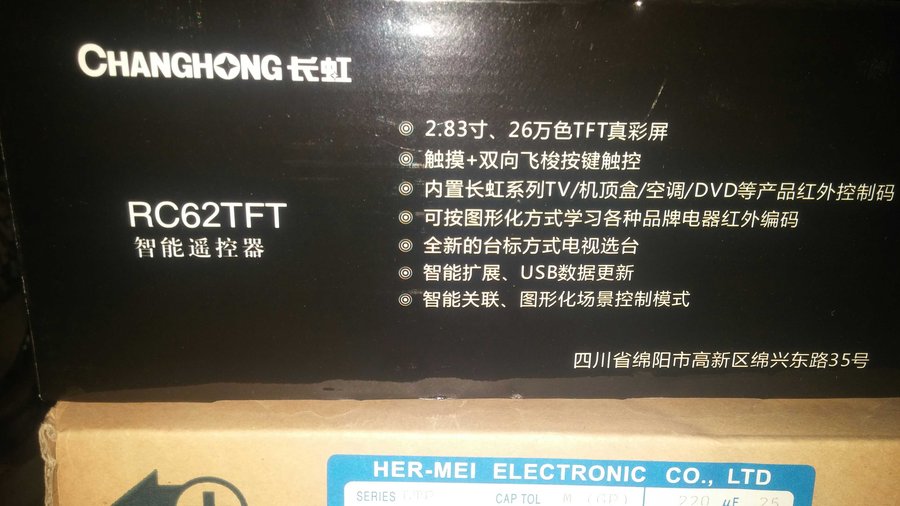 CHANGHONG 长虹
RC62TFT
智能遥控器
2.83寸、26万色TFT真彩屏
触摸+双向飞梭按键触控
内置长虹系列TV/机顶盒/空调/DVD等产品红外控制码
可按图形化方式学习各种品牌电器红外编码
全新的台标方式电视选台
智能扩展、USB数据更新
智能关联、图形化场景控制模式
四川省绵阳市高新区绵兴东路35号
HER-MEI ELECTRONIC CO., LTD
SERIES CAP TOL 220 µF 25